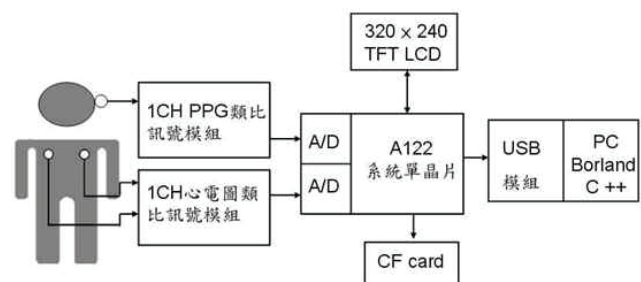 320 x 240
TFT LCD
1CH PPG類比
訊號模組
A/D
A/D
A122
系統單晶片
USB
模組
PC
Borland
C ++
1CH心電圖類
比訊號模組
CF card